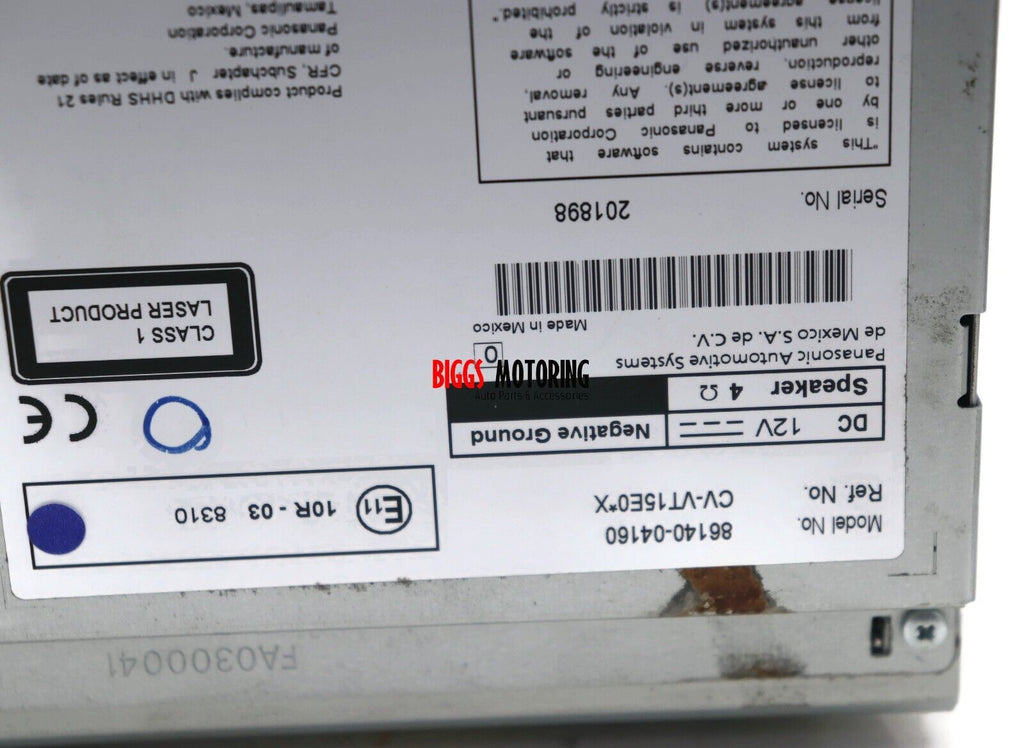 Model No. 86140-04160
Ref. No. CV-VT15E0*X
E11 10R - 03 8310
DC 12V Negative Ground
Speaker 4 Ω
Panasonic Automotive Systems
de Mexico S.A. de C.V.
0
Made in Mexico
CE
CLASS 1
LASER PRODUCT
Serial No. 201898
"This system contains software that
is licensed to Panasonic Corporation
by one or more third parties pursuant
to license agreement(s). Any removal,
reproduction, reverse engineering or
other unauthorized use of the software
from this system in violation of the
license agreement(s) is strictly prohibited."
Product complies with DHHS Rules 21
CFR, Subchapter J in effect as of date
of manufacture.
Panasonic Corporation
Tamaulipas, Mexico
FA0300041
BIGGS MOTORING
Auto Parts & Accessories